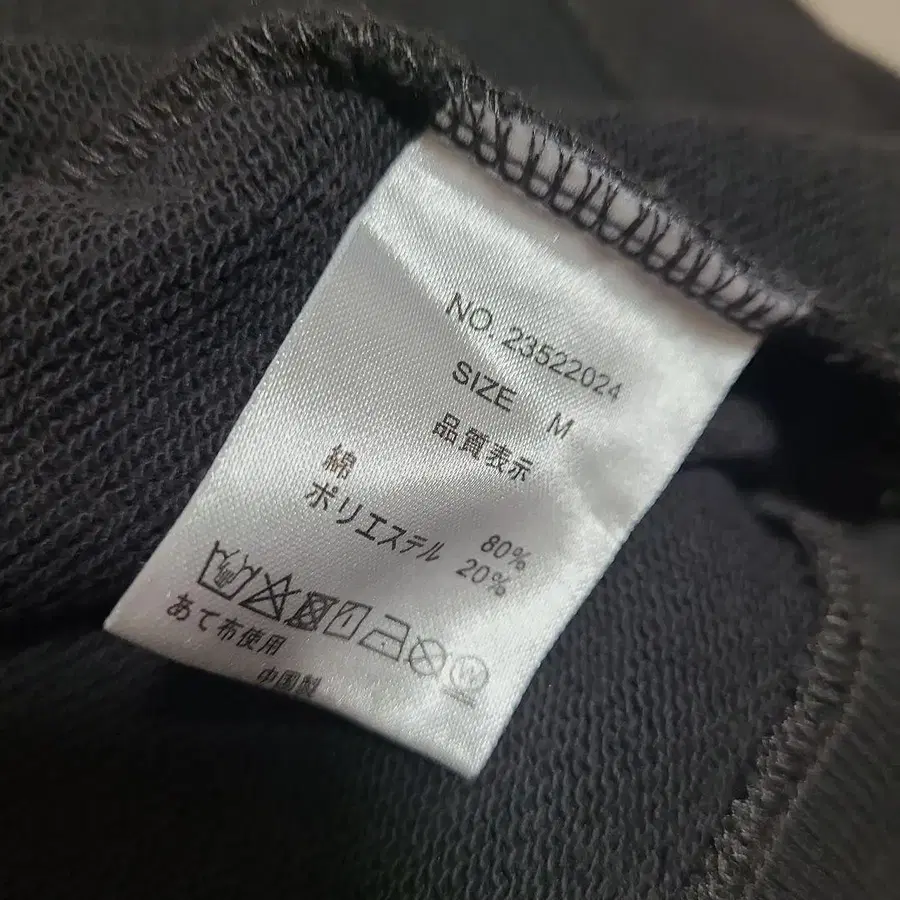 NO. 23522024
SIZE M
品質表示
綿 80%
ポリエステル 20%
あて布使用
中国製